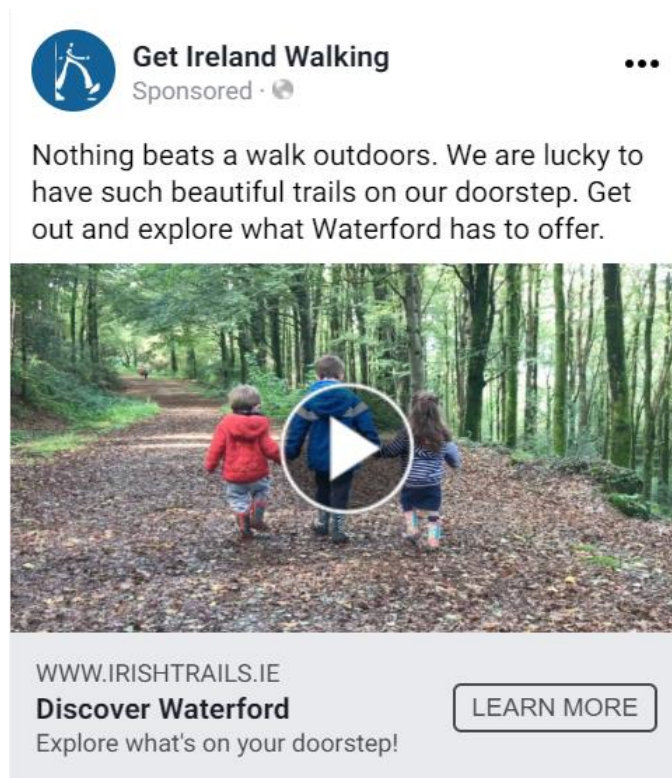 Get Ireland Walking
Sponsored ·
Nothing beats a walk outdoors. We are lucky to
have such beautiful trails on our doorstep. Get
out and explore what Waterford has to offer.
WWW.IRISHTRAILS.IE
Discover Waterford
LEARN MORE
Explore what's on your doorstep!